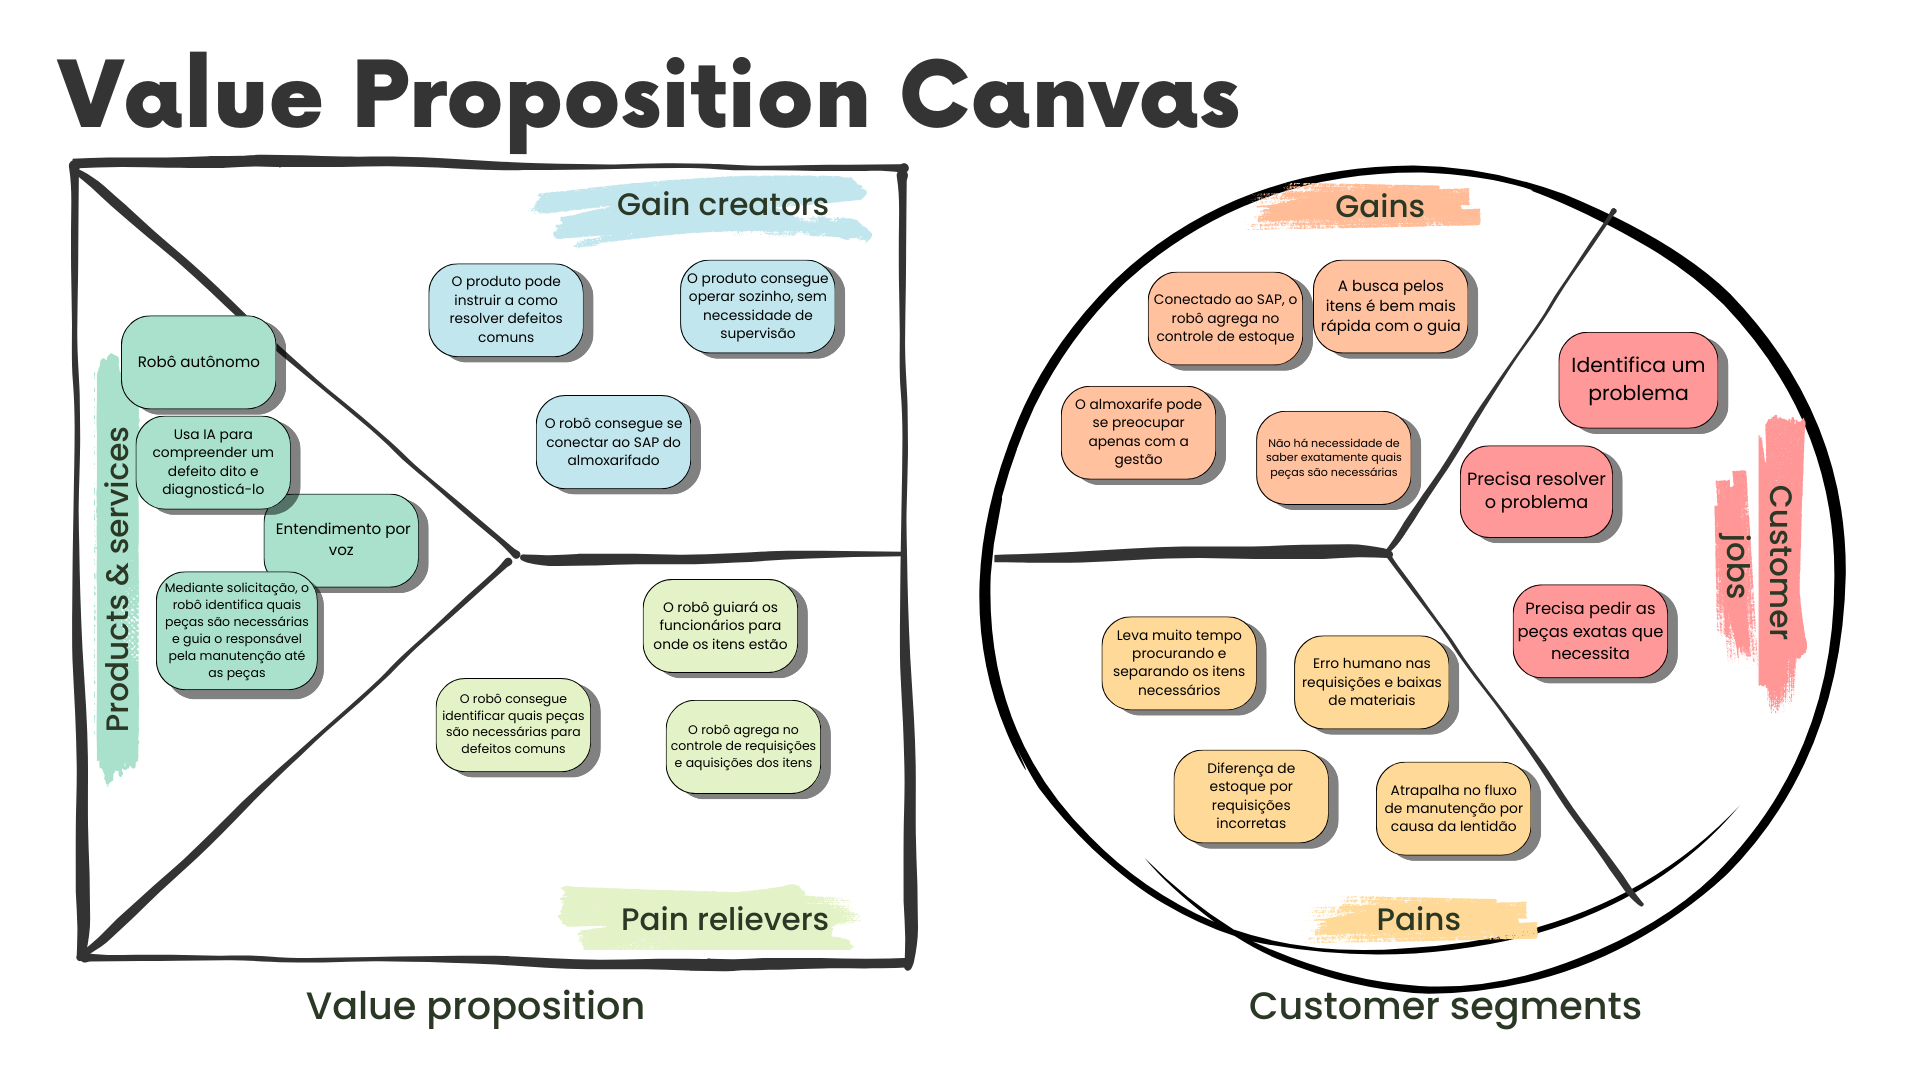 Value Proposition Canvas
Gain creators
O produto pode
instruir a como
resolver defeitos
comuns
O produto consegue
operar sozinho, sem
necessidade de
supervisão
O robô consegue se
conectar ao SAP do
almoxarifado
Products & services
Robô autônomo
Usa IA para
compreender um
defeito dito e
diagnosticá-lo
Entendimento por
voz
Mediante solicitação, o
robô identifica quais
peças são necessárias
e guia o responsável
pela manutenção até
as peças
O robô guiará os
funcionários para
onde os itens estão
O robô consegue
identificar quais peças
são necessárias para
defeitos comuns
O robô agrega no
controle de requisições
e aquisições dos itens
Pain relievers
Value proposition
Gains
Conectado ao SAP, o
robô agrega no
controle de estoque
A busca pelos
itens é bem mais
rápida com o guia
O almoxarife pode
se preocupar
apenas com a
gestão
Não há necessidade de
saber exatamente quais
peças são necessárias
Identifica um
problema
Precisa resolver
o problema
Precisa pedir as
peças exatas que
necessita
Customer
jobs
Leva muito tempo
procurando e
separando os itens
necessários
Erro humano nas
requisições e baixas
de materiais
Diferença de
estoque por
requisições
incorretas
Atrapalha no fluxo
de manutenção por
causa da lentidão
Pains
Customer segments